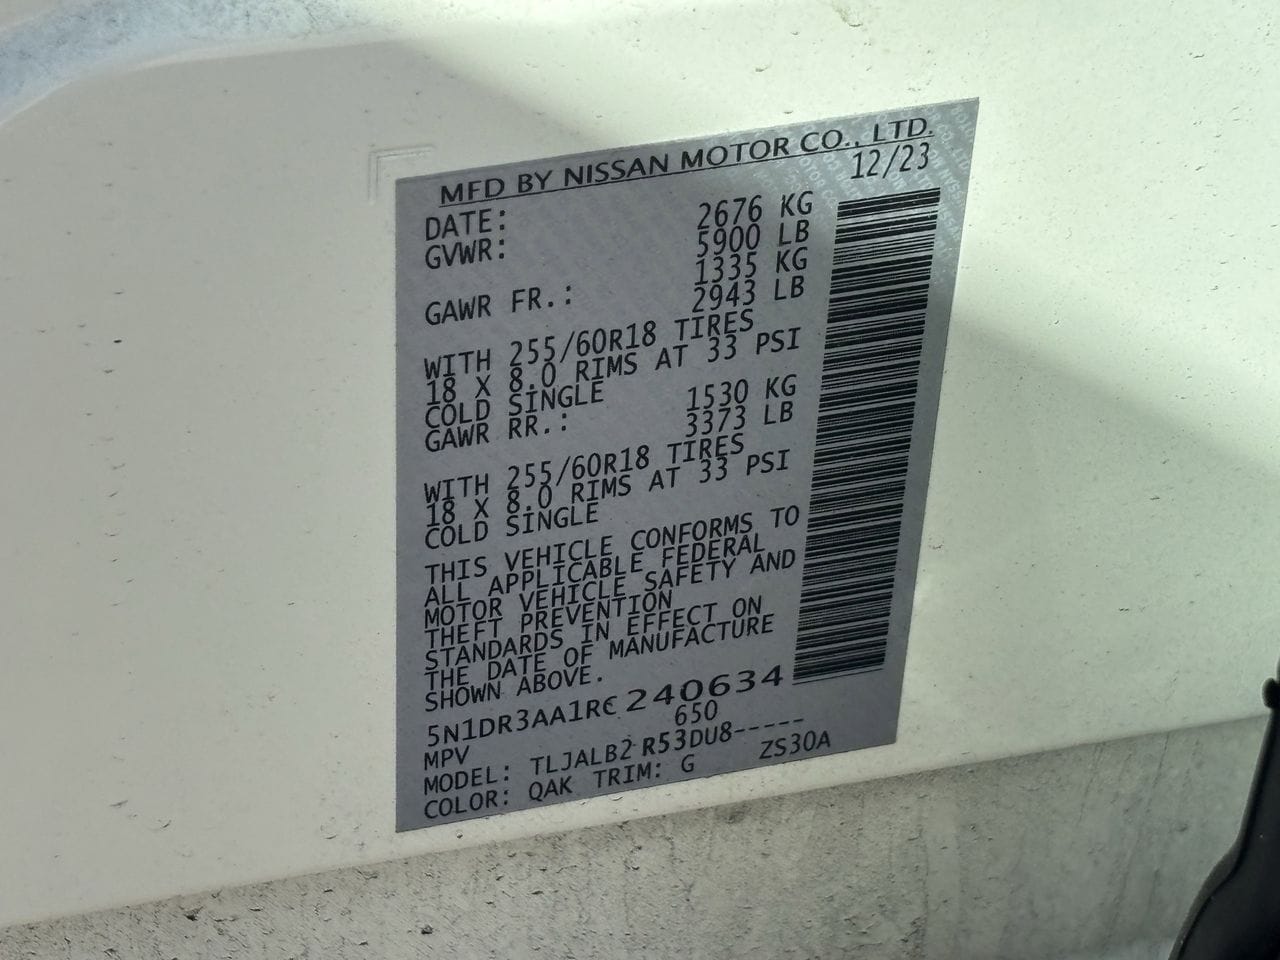 MFD BY NISSAN MOTOR CO., LTD.
DATE: 12/23
GVWR: 2676 KG
5900 LB
GAWR FR.: 1335 KG
2943 LB
WITH 255/60R18 TIRES
18 X 8.0 RIMS AT 33 PSI
COLD SINGLE
GAWR RR.: 1530 KG
3373 LB
WITH 255/60R18 TIRES
18 X 8.0 RIMS AT 33 PSI
COLD SINGLE
THIS VEHICLE CONFORMS TO
ALL APPLICABLE FEDERAL
MOTOR VEHICLE SAFETY AND
THEFT PREVENTION
STANDARDS IN EFFECT ON
THE DATE OF MANUFACTURE
SHOWN ABOVE.
5N1DR3AA1RC240634
MPV 650
MODEL: TLJALB2 R53DU8-----
COLOR: QAK TRIM: G ZS30A